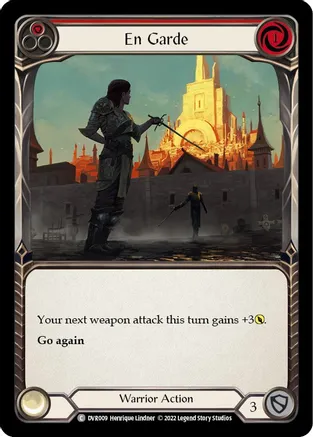 En Garde
1
Your next weapon attack this turn gains +3
Go again
Warrior Action
3
C DVR009 Henrique Lindner © 2022 Legend Story Studios